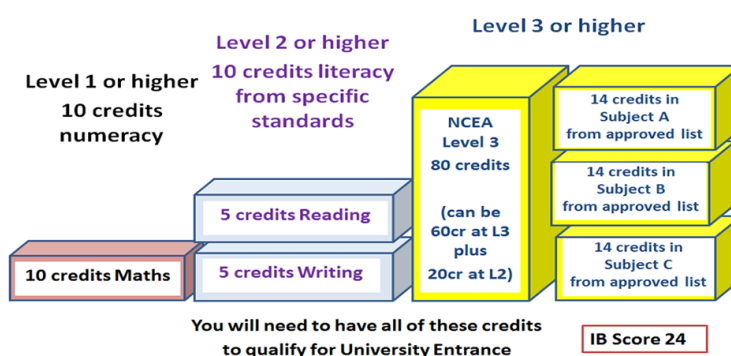 Level 1 or higher
10 credits
numeracy
Level 2 or higher
10 credits literacy
from specific
standards
Level 3 or higher
10 credits Maths
5 credits Reading
5 credits Writing
NCEA
Level 3
80 credits
(can be
60cr at L3
plus
20cr at L2)
14 credits in
Subject A
from approved list
14 credits in
Subject B
from approved list
14 credits in
Subject C
from approved list
You will need to have all of these credits
to qualify for University Entrance
IB Score 24